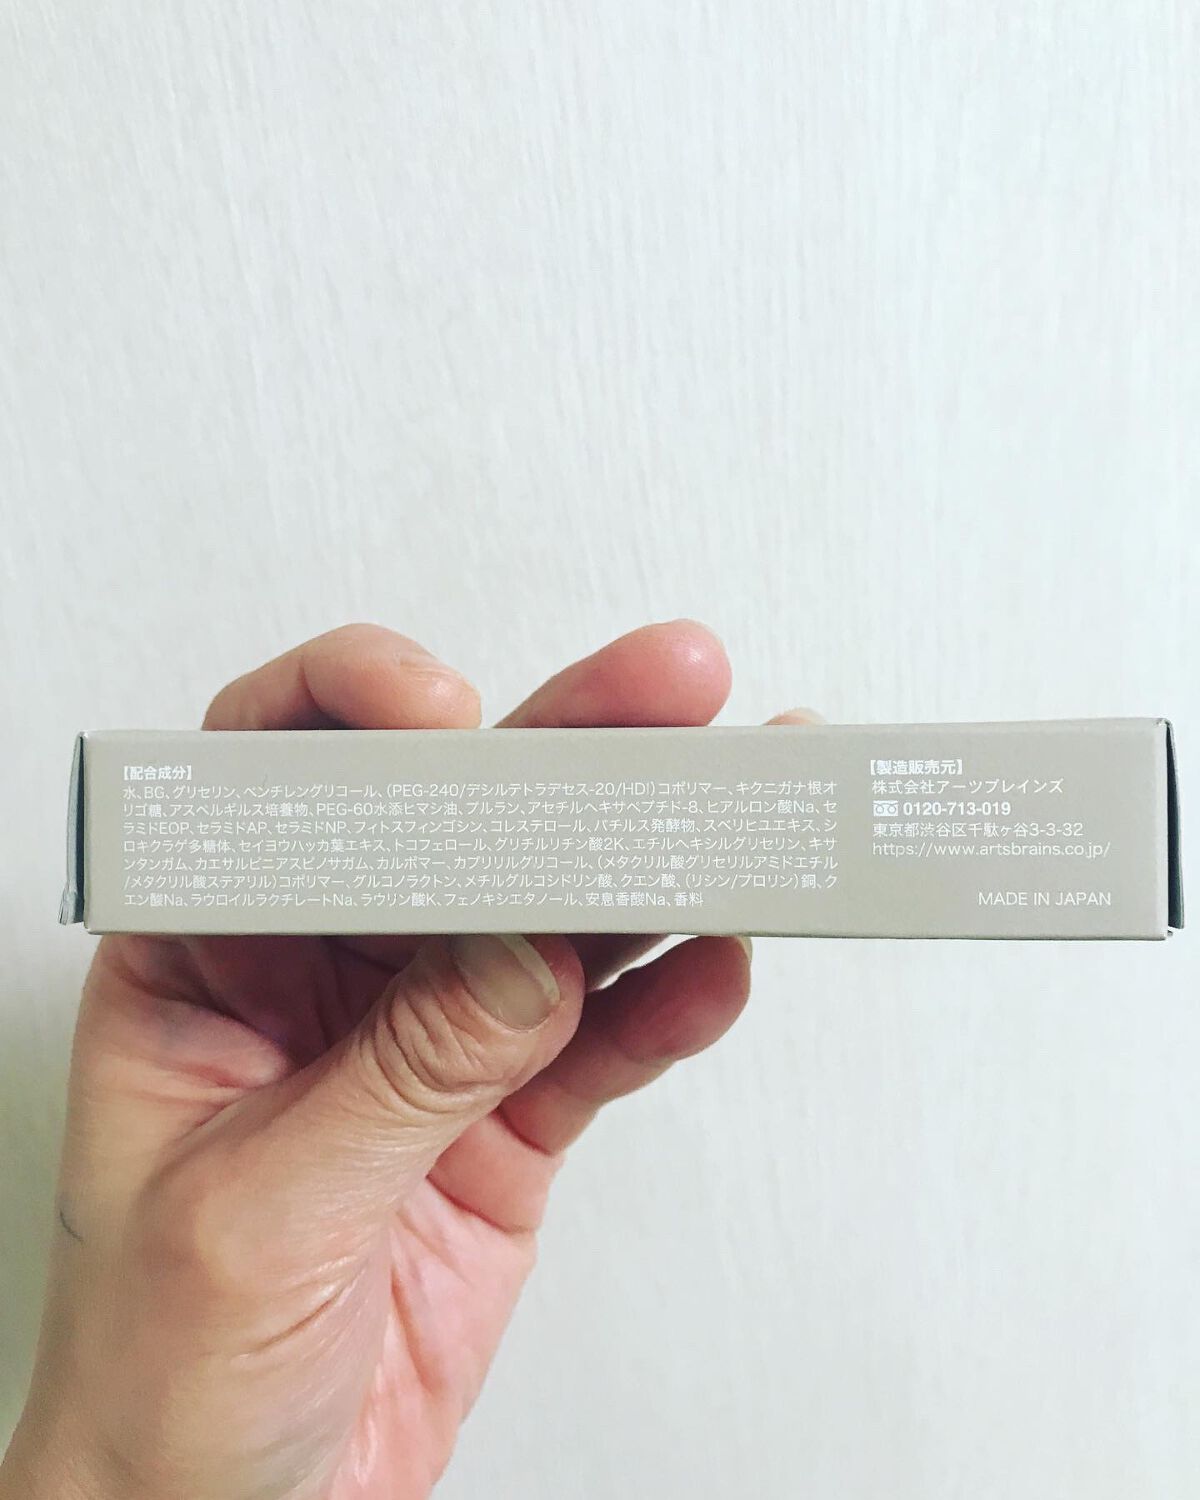 【配合成分】
水、BG、グリセリン、ペンチレングリコール、(PEG-240/デシルテトラデセス-20/HDI)コポリマー、キクニガナ根オ
リゴ糖、アスペルギルス培養物、PEG-60水添ヒマシ油、プルラン、アセチルヘキサペプチド-8、ヒアルロン酸Na、セ
ラミドEOP、セラミドAP、セラミドNP、フィトスフィンゴシン、コレステロール、バチルス発酵物、スベリヒユエキス、シ
ロキクラゲ多糖体、セイヨウハッカ葉エキス、トコフェロール、グリチルリチン酸2K、エチルヘキシルグリセリン、キサ
ンタンガム、カエサルピニアスピノサガム、カルボマー、カプリリルグリコール、(メタクリル酸グリセリルアミドエチル
/メタクリル酸ステアリル)コポリマー、グルコノラクトン、メチルグルコシドリン酸、クエン酸、(リシン/プロリン)銅、ク
エン酸Na、ラウロイルラクチレートNa、ラウリン酸K、フェノキシエタノール、安息香酸Na、香料
【製造販売元】
株式会社アーツブレインズ
0120-713-019
東京都渋谷区千駄ヶ谷3-3-32
https://www.artsbrains.co.jp/
MADE IN JAPAN